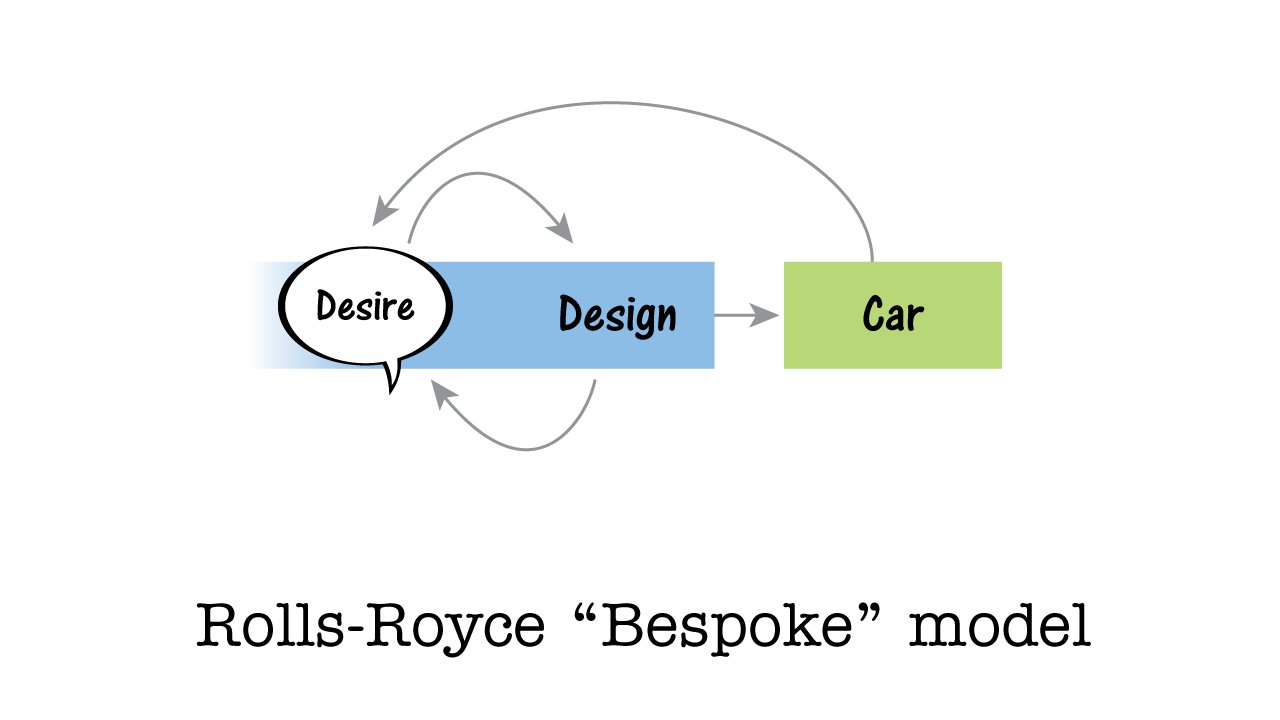 Desire
Design
Car
Rolls-Royce “Bespoke” model